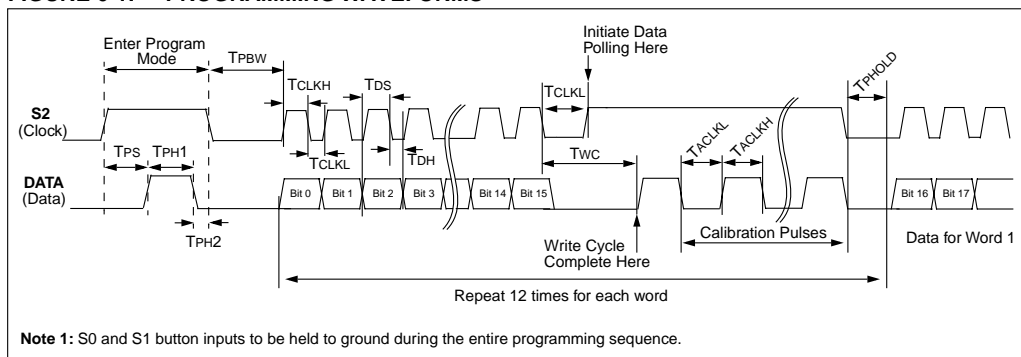 FIGURE 6-1: PROGRAMMING WAVEFORMS
Enter Program
Mode
TPBW
TCLKH
TDS
TCLKL
Initiate Data
Polling Here
TPHOLD
S2
(Clock)
TPS
TPH1
TCLKL
TDH
TWC
TACLKL
TACLKH
DATA
(Data)
Bit 0
Bit 1
Bit 2
Bit 3
Bit 14
Bit 15
Bit 16
Bit 17
TPH2
Write Cycle
Complete Here
Calibration Pulses
Data for Word 1
Repeat 12 times for each word
Note 1: S0 and S1 button inputs to be held to ground during the entire programming sequence.